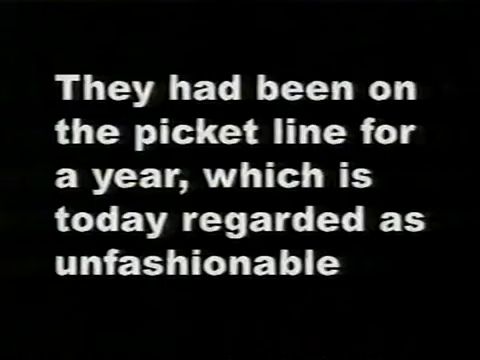 They had been on
the picket line for
a year, which is
today regarded as
unfashionable